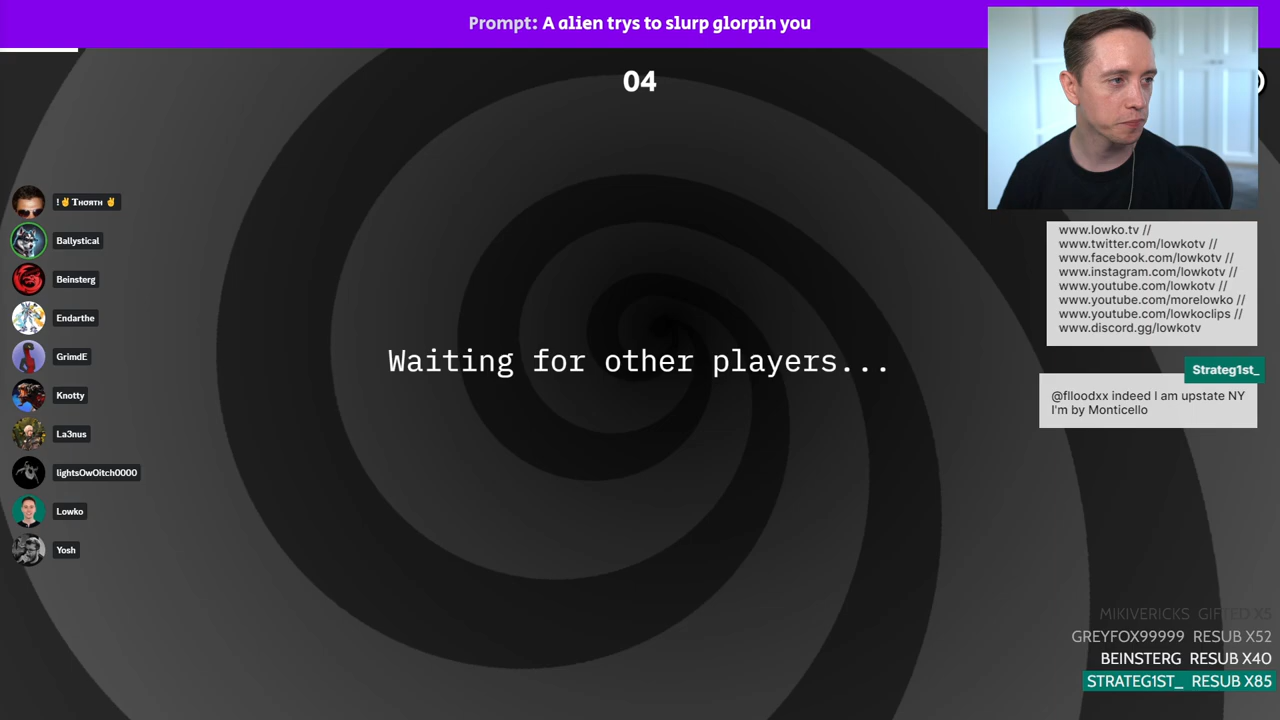 Prompt: A alien trys to slurp glorpin you
04
! ✌ Tʜσʀтʜ ✌
Ballystical
Beinsterg
Endarthe
GrimdE
Knotty
La3nus
lightsOwOitch0000
Lowko
Yosh
Waiting for other players...
www.lowko.tv //
www.twitter.com/lowkotv //
www.facebook.com/lowkotv //
www.instagram.com/lowkotv //
www.youtube.com/lowkotv //
www.youtube.com/morelowko //
www.youtube.com/lowkoclips //
www.discord.gg/lowkotv
Strateg1st_
@flloodxx indeed I am upstate NY
I'm by Monticello
MIKIVERICKS GIFTED X5
GREYFOX99999 RESUB X52
BEINSTERG RESUB X40
STRATEG1ST_ RESUB X85